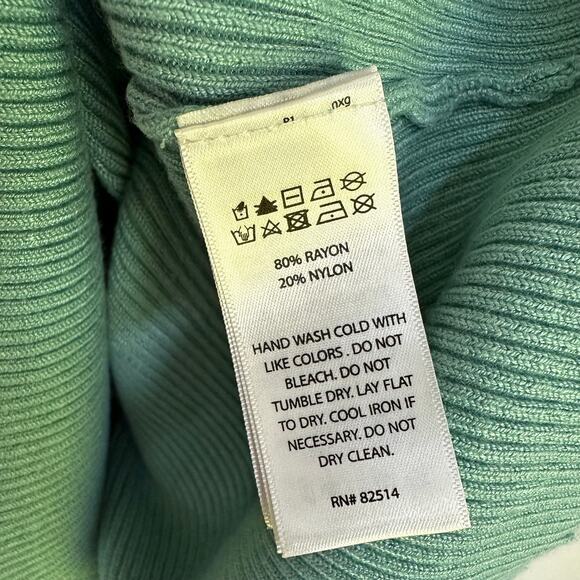 80% RAYON
20% NYLON
HAND WASH COLD WITH
LIKE COLORS . DO NOT
BLEACH. DO NOT
TUMBLE DRY. LAY FLAT
TO DRY. COOL IRON IF
NECESSARY. DO NOT
DRY CLEAN.
RN# 82514